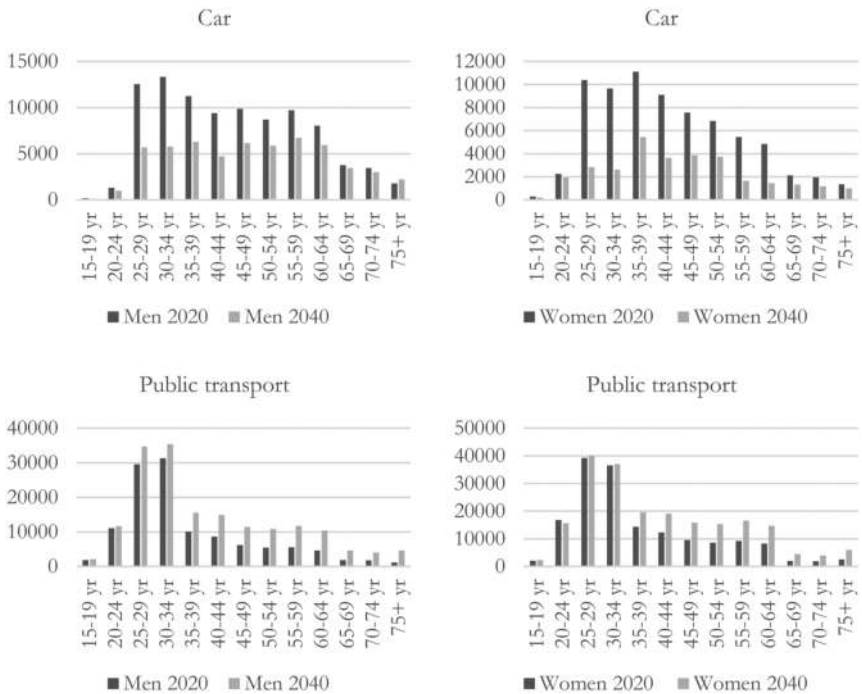 Car
15000
10000
5000
0
15-19 yr
20-24 yr
25-29 yr
30-34 yr
35-39 yr
40-44 yr
45-49 yr
50-54 yr
55-59 yr
60-64 yr
65-69 yr
70-74 yr
75+ yr
Men 2020 Men 2040
Car
12000
10000
8000
6000
4000
2000
0
15-19 yr
20-24 yr
25-29 yr
30-34 yr
35-39 yr
40-44 yr
45-49 yr
50-54 yr
55-59 yr
60-64 yr
65-69 yr
70-74 yr
75+ yr
Women 2020 Women 2040
Public transport
40000
30000
20000
10000
0
15-19 yr
20-24 yr
25-29 yr
30-34 yr
35-39 yr
40-44 yr
45-49 yr
50-54 yr
55-59 yr
60-64 yr
65-69 yr
70-74 yr
75+ yr
Men 2020 Men 2040
Public transport
50000
40000
30000
20000
10000
0
15-19 yr
20-24 yr
25-29 yr
30-34 yr
35-39 yr
40-44 yr
45-49 yr
50-54 yr
55-59 yr
60-64 yr
65-69 yr
70-74 yr
75+ yr
Women 2020 Women 2040